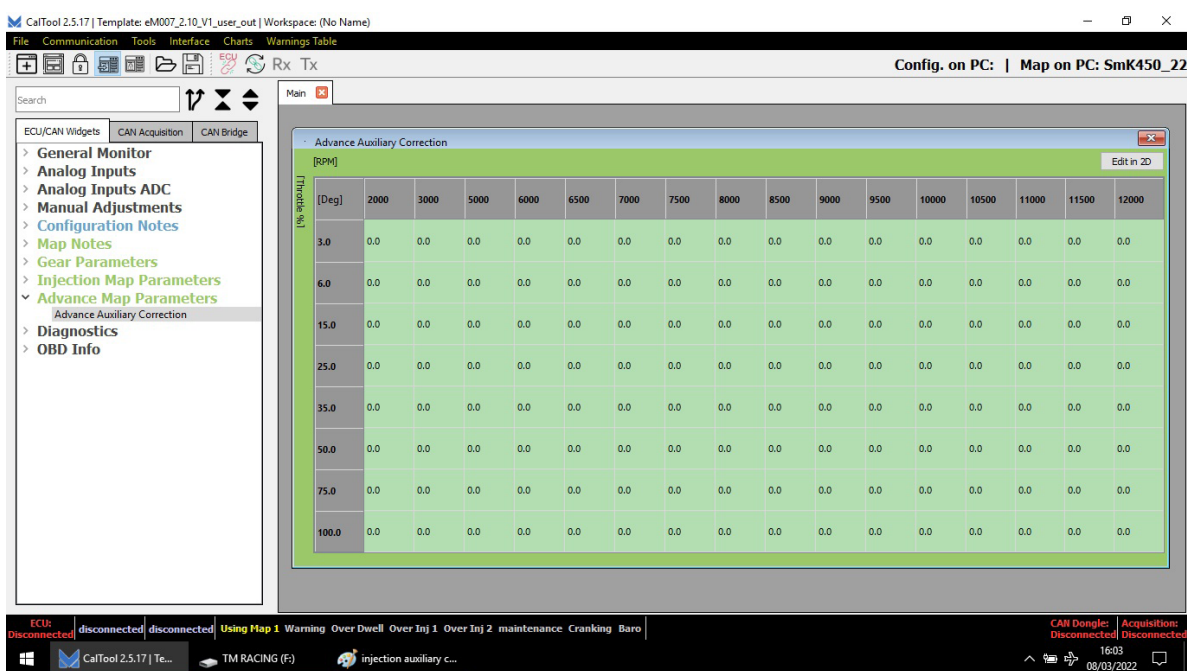 CalTool 2.5.17 | Template: eM007_2.10_V1_user_out | Workspace: (No Name)
File Communication Tools Interface Charts Warnings Table
ECU Rx Tx Config. on PC: | Map on PC: SmK450_22
Search
Main
ECU/CAN Widgets CAN Acquisition CAN Bridge
General Monitor
Analog Inputs
Analog Inputs ADC
Manual Adjustments
Configuration Notes
Map Notes
Gear Parameters
Injection Map Parameters
Advance Map Parameters
Advance Auxiliary Correction
Diagnostics
OBD Info
Advance Auxiliary Correction
[RPM] Edit in 2D
[Throttle %]
[Deg] 2000 3000 5000 6000 6500 7000 7500 8000 8500 9000 9500 10000 10500 11000 11500 12000
3.0 0.0 0.0 0.0 0.0 0.0 0.0 0.0 0.0 0.0 0.0 0.0 0.0 0.0 0.0 0.0 0.0
6.0 0.0 0.0 0.0 0.0 0.0 0.0 0.0 0.0 0.0 0.0 0.0 0.0 0.0 0.0 0.0 0.0
15.0 0.0 0.0 0.0 0.0 0.0 0.0 0.0 0.0 0.0 0.0 0.0 0.0 0.0 0.0 0.0 0.0
25.0 0.0 0.0 0.0 0.0 0.0 0.0 0.0 0.0 0.0 0.0 0.0 0.0 0.0 0.0 0.0 0.0
35.0 0.0 0.0 0.0 0.0 0.0 0.0 0.0 0.0 0.0 0.0 0.0 0.0 0.0 0.0 0.0 0.0
50.0 0.0 0.0 0.0 0.0 0.0 0.0 0.0 0.0 0.0 0.0 0.0 0.0 0.0 0.0 0.0 0.0
75.0 0.0 0.0 0.0 0.0 0.0 0.0 0.0 0.0 0.0 0.0 0.0 0.0 0.0 0.0 0.0 0.0
100.0 0.0 0.0 0.0 0.0 0.0 0.0 0.0 0.0 0.0 0.0 0.0 0.0 0.0 0.0 0.0 0.0
ECU:
Disconnected disconnected disconnected Using Map 1 Warning Over Dwell Over Inj 1 Over Inj 2 maintenance Cranking Baro
CAN Dongle: Acquisition:
Disconnected Disconnected
CalTool 2.5.17 | Te... TM RACING (F:) injection auxiliary c...
16:03
08/03/2022